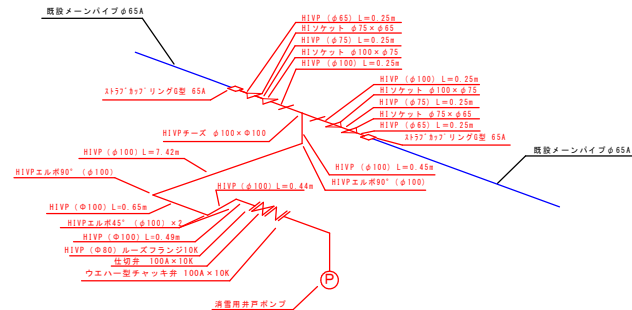 既設メーンパイプφ65A
HIVP (φ65) L=0.25m
HIソケット φ75×φ65
HIVP (φ75) L=0.25m
HIソケット φ100×φ75
HIVP (φ100) L=0.25m
ストラブカップリングG型 65A
HIVP (φ100) L=0.25m
HIソケット φ100×φ75
HIVP (φ75) L=0.25m
HIソケット φ75×φ65
HIVP (φ65) L=0.25m
ストラブカップリングG型 65A
HIVPチーズ φ100×Φ100
既設メーンパイプφ65A
HIVP (φ100) L=7.42m
HIVP (φ100) L=0.45m
HIVPエルボ90° (φ100)
HIVPエルボ90° (φ100)
HIVP (φ100) L=0.44m
HIVP (Φ100) L=0.65m
HIVPエルボ45° (φ100) ×2
HIVP (Φ100) L=0.49m
HIVP (Φ80) ルーズフランジ10K
仕切弁 100A×10K
ウエハー型チャッキ弁 100A×10K
P
消雪用井戸ポンプ